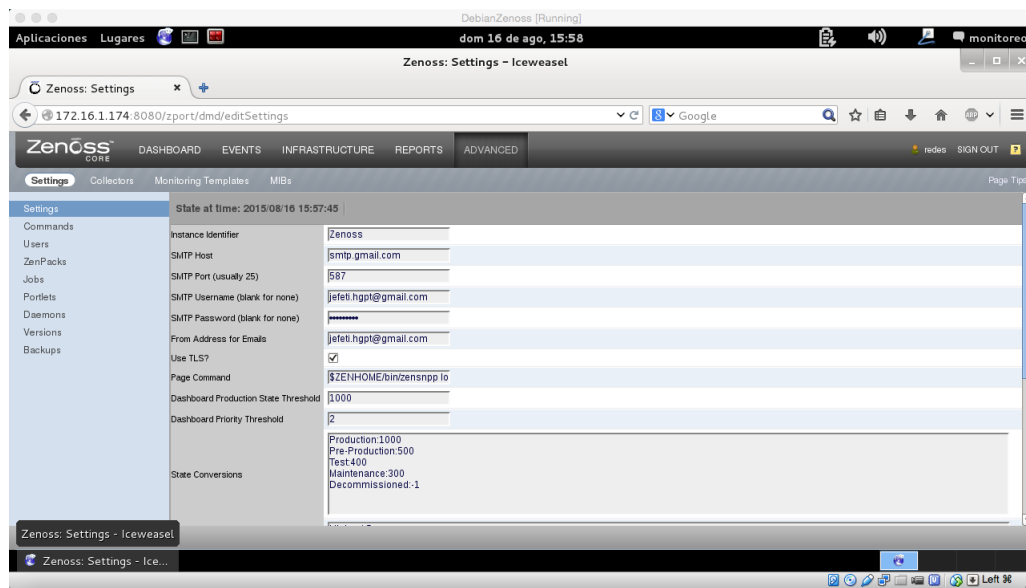 DebianZenoss [Running]
Aplicaciones Lugares dom 16 de ago, 15:58 monitoreo
Zenoss: Settings - Iceweasel
Zenoss: Settings
172.16.1.174:8080/zport/dmd/editSettings Google
Zenoss CORE DASHBOARD EVENTS INFRASTRUCTURE REPORTS ADVANCED redes SIGN OUT ?
Settings Collectors Monitoring Templates MIBs Page Tips
Settings
Commands
Users
ZenPacks
Jobs
Portlets
Daemons
Versions
Backups
State at time: 2015/08/16 15:57:45
Instance Identifier Zenoss
SMTP Host smtp.gmail.com
SMTP Port (usually 25) 587
SMTP Username (blank for none) jefeti.hgpt@gmail.com
SMTP Password (blank for none) •••••••••
From Address for Emails jefeti.hgpt@gmail.com
Use TLS?
Page Command $ZENHOME/bin/zensnpp lo
Dashboard Production State Threshold 1000
Dashboard Priority Threshold 2
State Conversions
Production:1000
Pre-Production:500
Test:400
Maintenance:300
Decommissioned:-1
Zenoss: Settings - Iceweasel
Zenoss: Settings - Ice...
Left ⌘